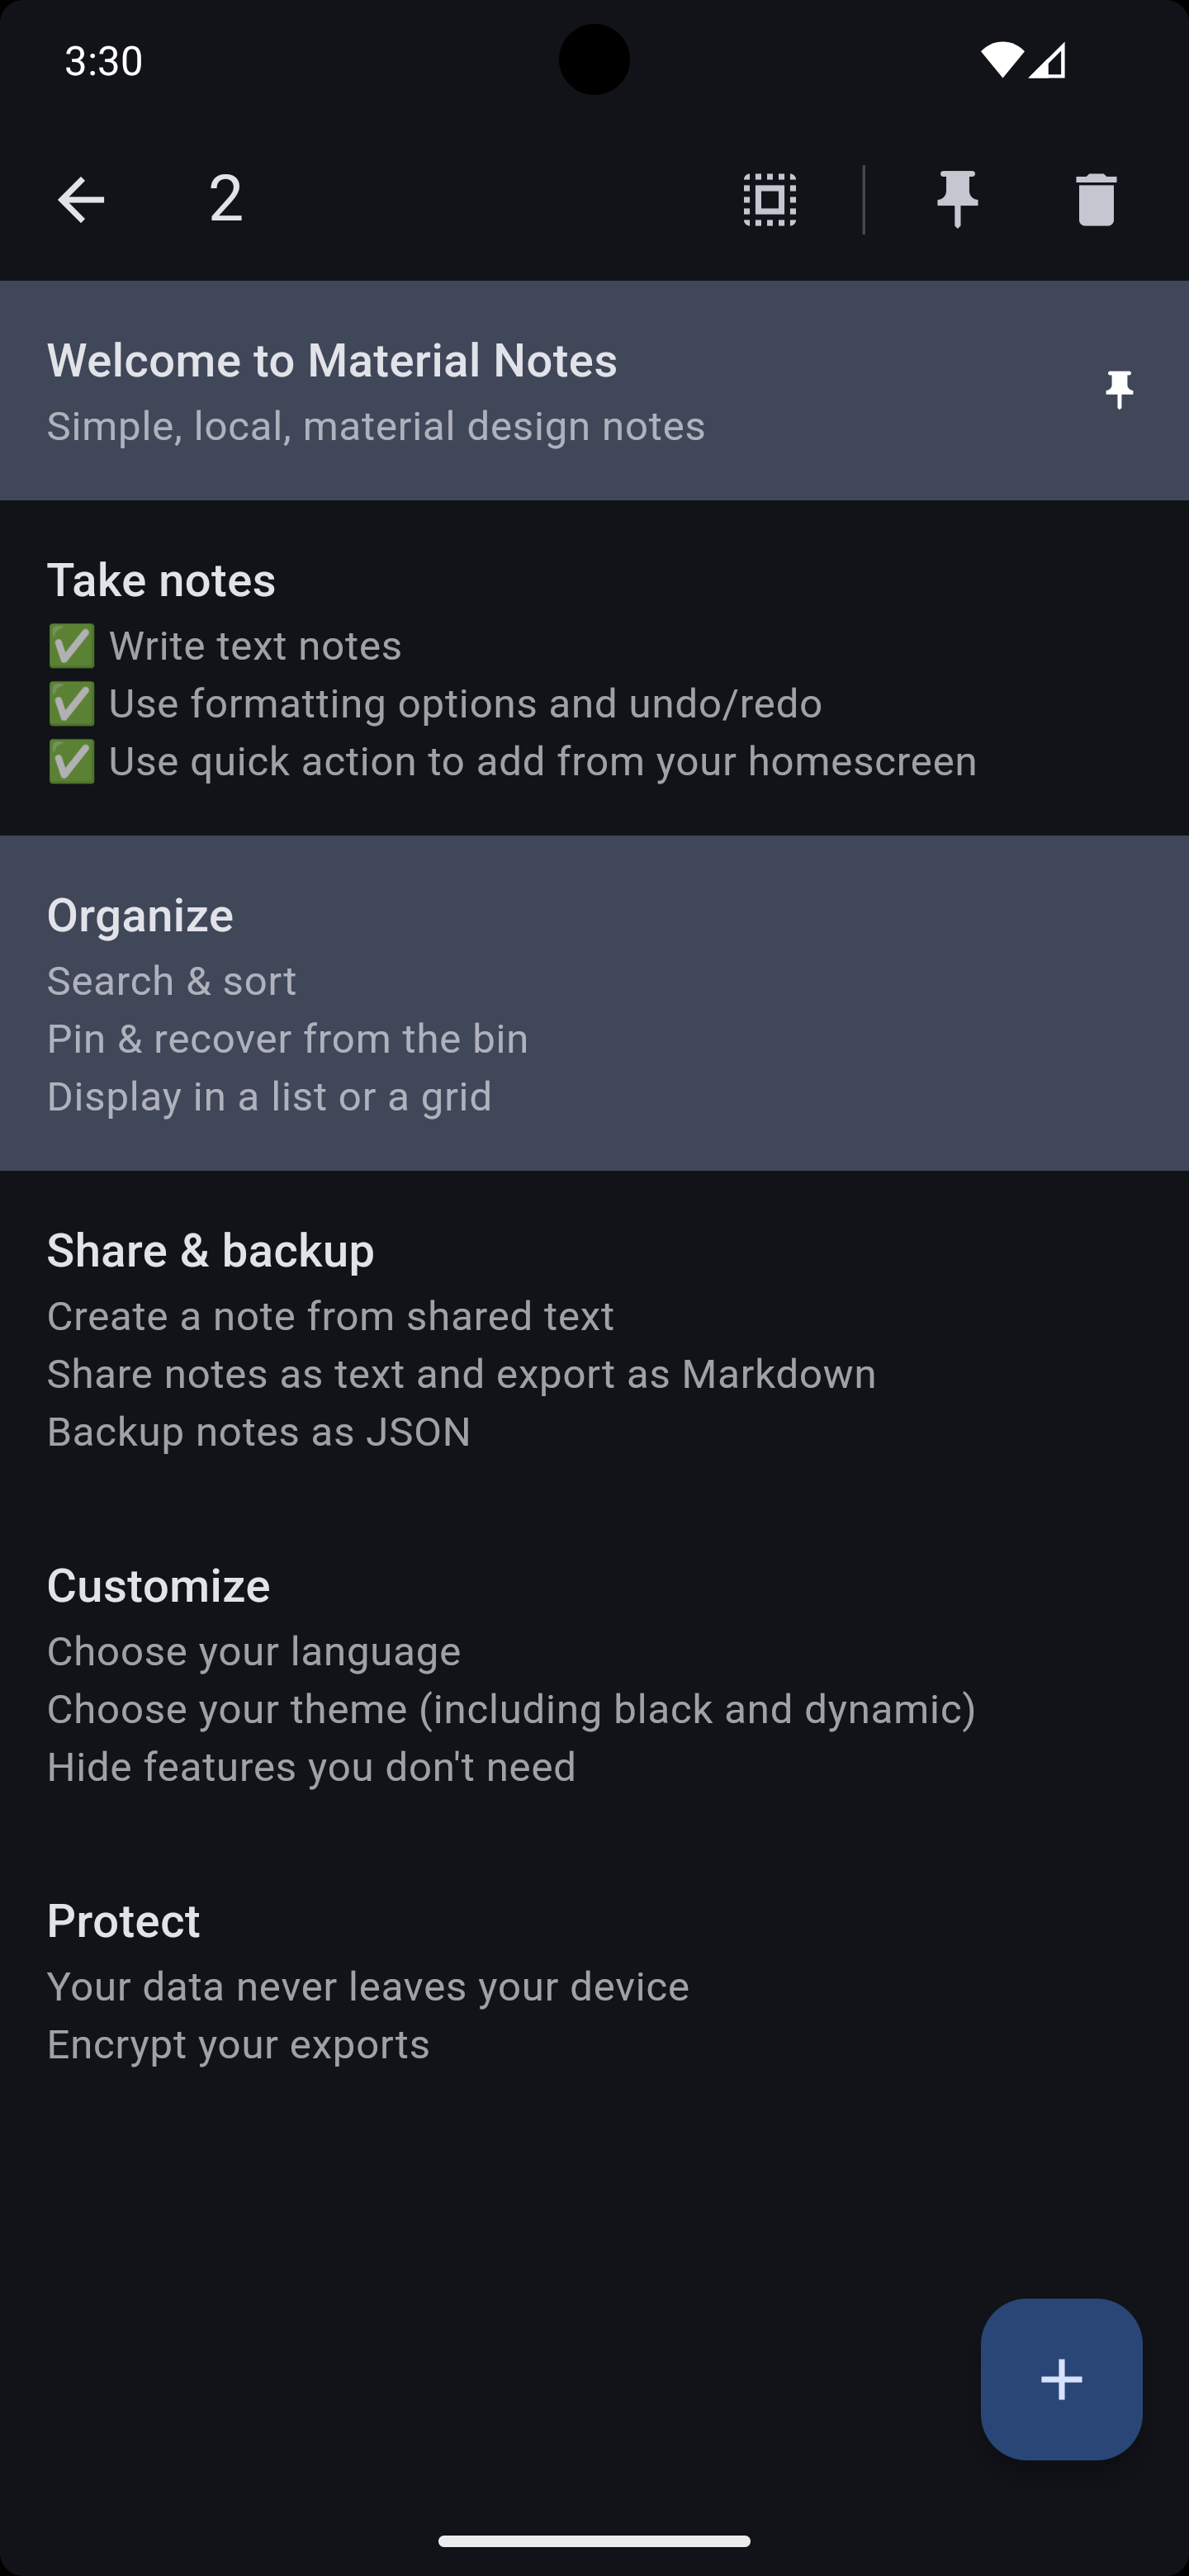 3:30
2
Welcome to Material Notes
Simple, local, material design notes
Take notes
✅ Write text notes
✅ Use formatting options and undo/redo
✅ Use quick action to add from your homescreen
Organize
Search & sort
Pin & recover from the bin
Display in a list or a grid
Share & backup
Create a note from shared text
Share notes as text and export as Markdown
Backup notes as JSON
Customize
Choose your language
Choose your theme (including black and dynamic)
Hide features you don't need
Protect
Your data never leaves your device
Encrypt your exports